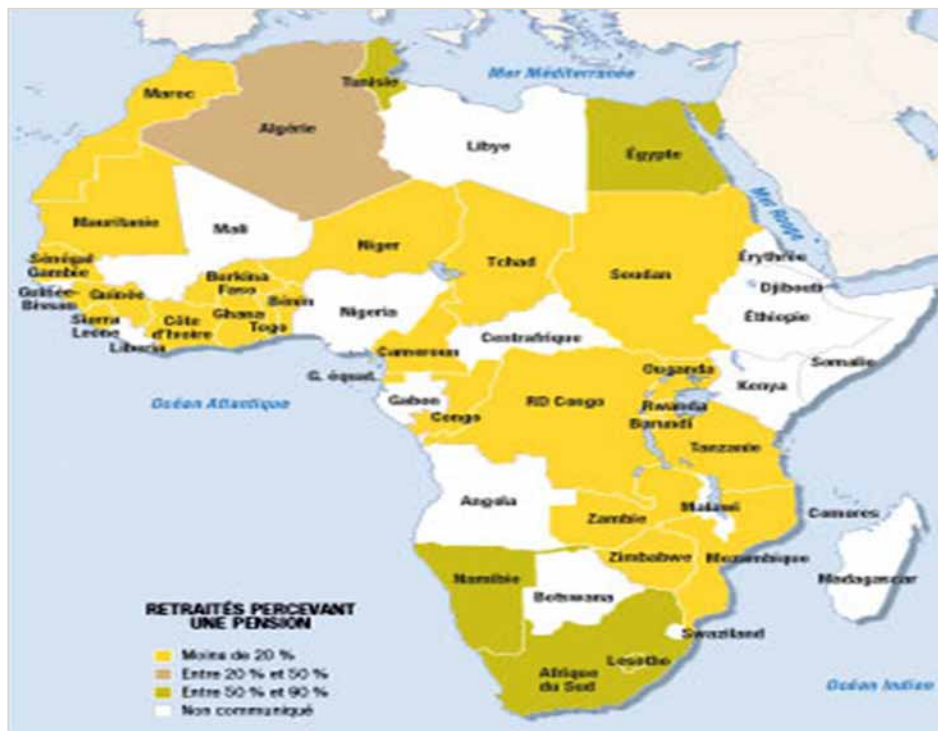 Mer Méditerranée
Maroc
Tunisie
Algérie
Libye
Égypte
Mer Rouge
Mauritanie
Mali
Niger
Tchad
Soudan
Érythrée
Sénégal
Gambie
Guinée-
Bissau
Guinée
Burkina
Faso
Bénin
Djibouti
Sierra
Leone
Côte
d'Ivoire
Ghana
Togo
Nigeria
Éthiopie
Liberia
Centrafrique
Cameroun
Somalie
G. équat.
Ouganda
Kenya
Océan Atlantique
Gabon
Congo
RD Congo
Rwanda
Burundi
Tanzanie
Angola
Malawi
Comores
Zambie
Zimbabwe
Mozambique
Madagascar
Namibie
Botswana
Swaziland
Lesotho
Afrique
du Sud
Océan Indien
RETRAITÉS PERCEVANT
UNE PENSION
Moins de 20 %
Entre 20 % et 50 %
Entre 50 % et 90 %
Non communiqué